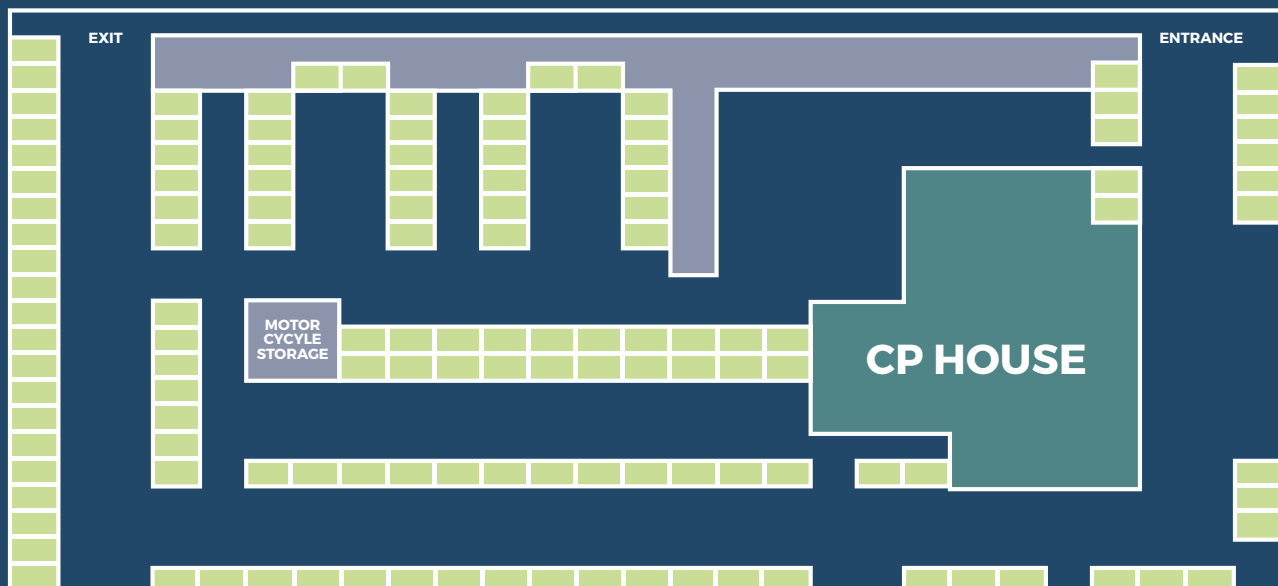 EXIT
ENTRANCE
MOTOR
CYCYLE
STORAGE
CP HOUSE